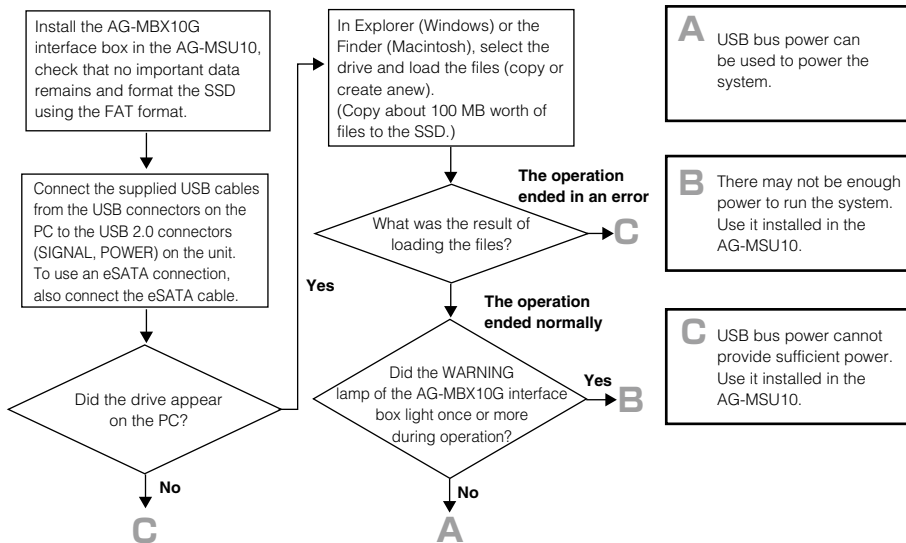 Install the AG-MBX10G
interface box in the AG-MSU10,
check that no important data
remains and format the SSD
using the FAT format.
Connect the supplied USB cables
from the USB connectors on the
PC to the USB 2.0 connectors
(SIGNAL, POWER) on the unit.
To use an eSATA connection,
also connect the eSATA cable.
Did the drive appear
on the PC?
Yes
No
C
In Explorer (Windows) or the
Finder (Macintosh), select the
drive and load the files (copy or
create anew).
(Copy about 100 MB worth of
files to the SSD.)
The operation
ended in an error
What was the result of
loading the files?
C
The operation
ended normally
Did the WARNING
lamp of the AG-MBX10G interface
box light once or more
during operation?
Yes
B
No
A
A
USB bus power can
be used to power the
system.
B
There may not be enough
power to run the system.
Use it installed in the
AG-MSU10.
C
USB bus power cannot
provide sufficient power.
Use it installed in the
AG-MSU10.